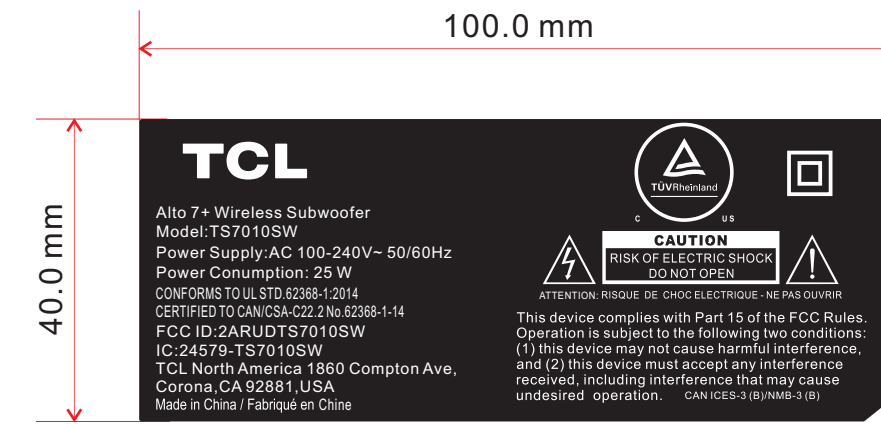 100.0 mm
40.0 mm
TCL
Alto 7+ Wireless Subwoofer
Model:TS7010SW
Power Supply:AC 100-240V~ 50/60Hz
Power Conumption: 25 W
CONFORMS TO UL STD.62368-1:2014
CERTIFIED TO CAN/CSA-C22.2 No.62368-1-14
FCC ID:2ARUDTS7010SW
IC:24579-TS7010SW
TCL North America 1860 Compton Ave,
Corona,CA 92881,USA
Made in China / Fabriqué en Chine
TÜVRheinland
C US
CAUTION
RISK OF ELECTRIC SHOCK
DO NOT OPEN
ATTENTION: RISQUE DE CHOC ELECTRIQUE - NE PAS OUVRIR
This device complies with Part 15 of the FCC Rules.
Operation is subject to the following two conditions:
(1) this device may not cause harmful interference,
and (2) this device must accept any interference
received, including interference that may cause
undesired operation. CAN ICES-3 (B)/NMB-3 (B)